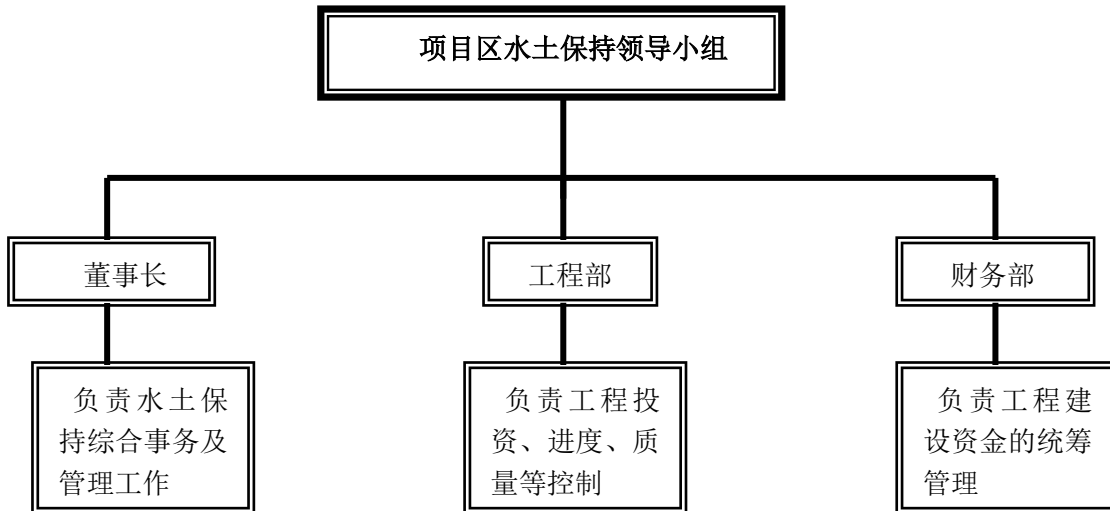 项目区水土保持领导小组
董事长
工程部
财务部
负责水土保
持综合事务及
管理工作
负责工程投
资、进度、质
量等控制
负责工程建
设资金的统筹
管理